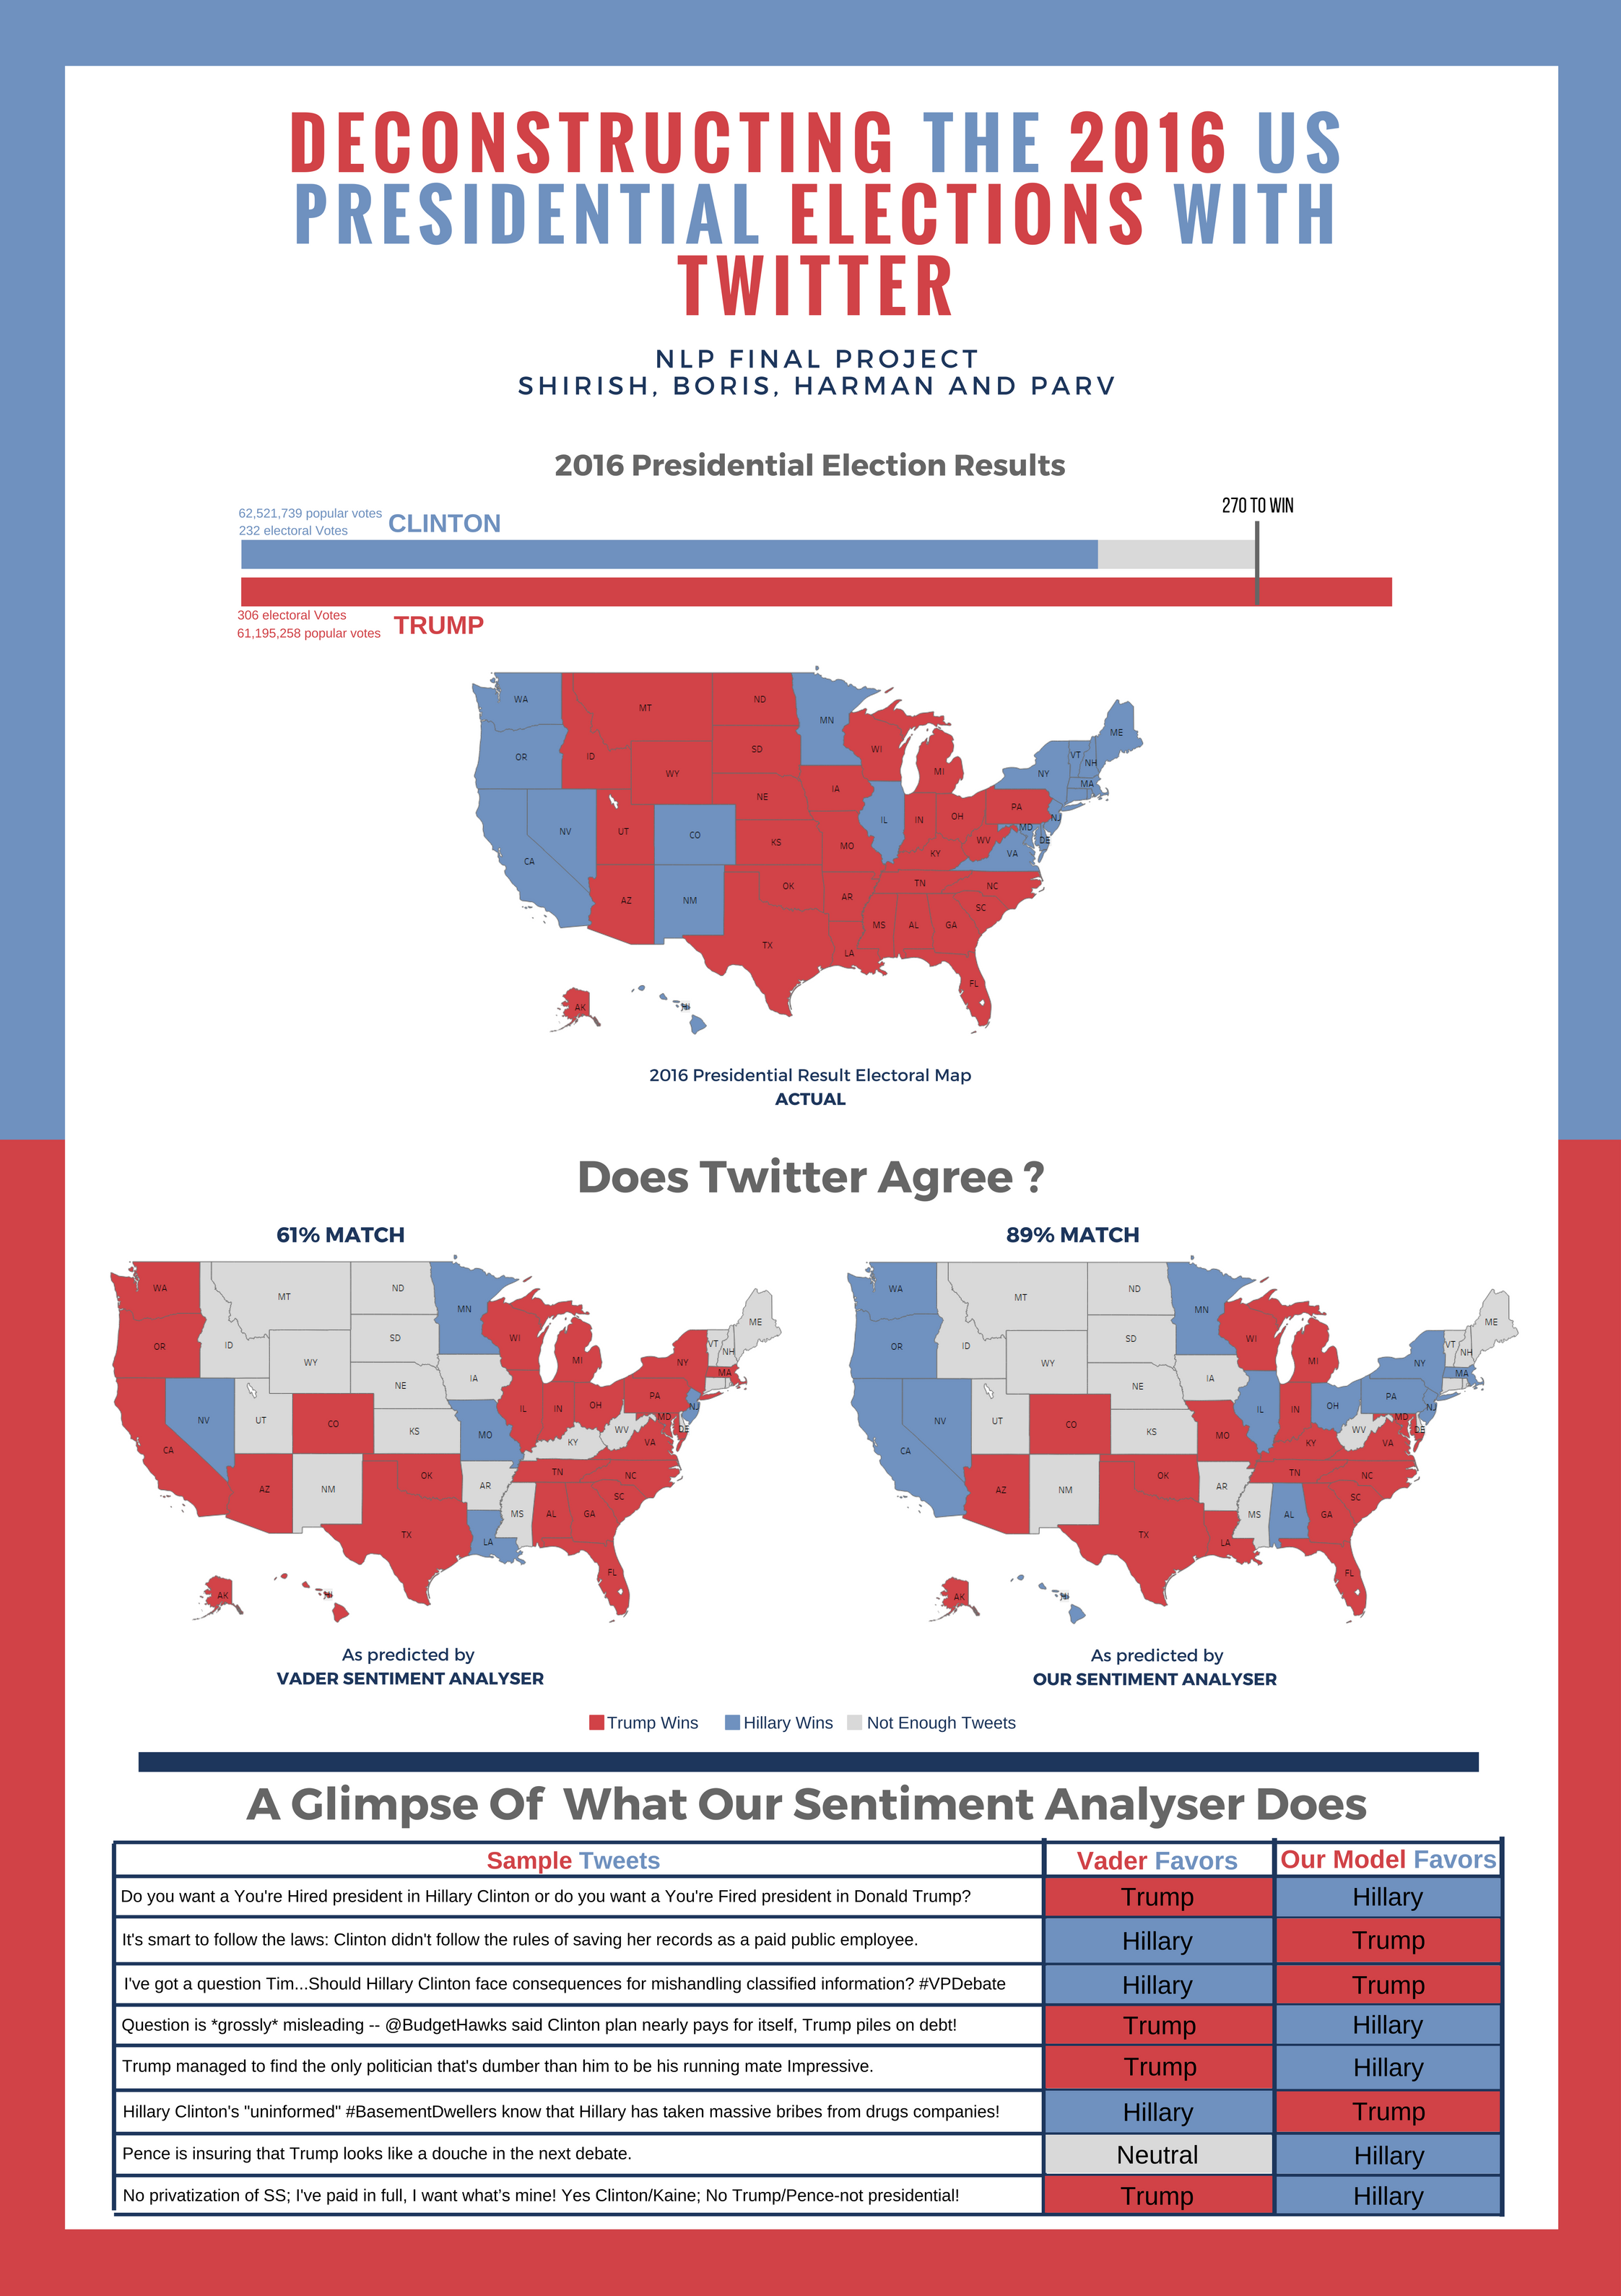 DECONSTRUCTING THE 2016 US
PRESIDENTIAL ELECTIONS WITH
TWITTER
NLP FINAL PROJECT
SHIRISH, BORIS, HARMAN AND PARV
2016 Presidential Election Results
270 TO WIN
62,521,739 popular votes
232 electoral Votes
CLINTON
306 electoral Votes
61,195,258 popular votes
TRUMP
WA MT ND MN ME
OR ID SD WI VT NH
WY MI NY MA
NV UT CO NE IA PA NJ
CA KS MO IL IN OH MD DE
WV VA KY
AZ NM OK AR TN NC
SC
TX LA MS AL GA
FL
AK HI
2016 Presidential Result Electoral Map
ACTUAL
Does Twitter Agree ?
61% MATCH
WA MT ND MN ME
OR ID SD WI VT NH
WY MI NY MA
NV UT CO NE IA PA NJ
CA KS MO IL IN OH MD DE
WV VA KY
AZ NM OK AR TN NC
SC
TX LA MS AL GA
FL
AK HI
As predicted by
VADER SENTIMENT ANALYSER
89% MATCH
WA MT ND MN ME
OR ID SD WI VT NH
WY MI NY MA
NV UT CO NE IA PA NJ
CA KS MO IL IN OH MD DE
WV VA KY
AZ NM OK AR TN NC
SC
TX LA MS AL GA
FL
AK HI
As predicted by
OUR SENTIMENT ANALYSER
Trump Wins Hillary Wins Not Enough Tweets
A Glimpse Of What Our Sentiment Analyser Does
Sample Tweets Vader Favors Our Model Favors
Do you want a You're Hired president in Hillary Clinton or do you want a You're Fired president in Donald Trump? Trump Hillary
It's smart to follow the laws: Clinton didn't follow the rules of saving her records as a paid public employee. Hillary Trump
I've got a question Tim...Should Hillary Clinton face consequences for mishandling classified information? #VPDebate Hillary Trump
Question is *grossly* misleading -- @BudgetHawks said Clinton plan nearly pays for itself, Trump piles on debt! Trump Hillary
Trump managed to find the only politician that's dumber than him to be his running mate Impressive. Trump Hillary
Hillary Clinton's "uninformed" #BasementDwellers know that Hillary has taken massive bribes from drugs companies! Hillary Trump
Pence is insuring that Trump looks like a douche in the next debate. Neutral Hillary
No privatization of SS; I've paid in full, I want what's mine! Yes Clinton/Kaine; No Trump/Pence-not presidential! Trump Hillary